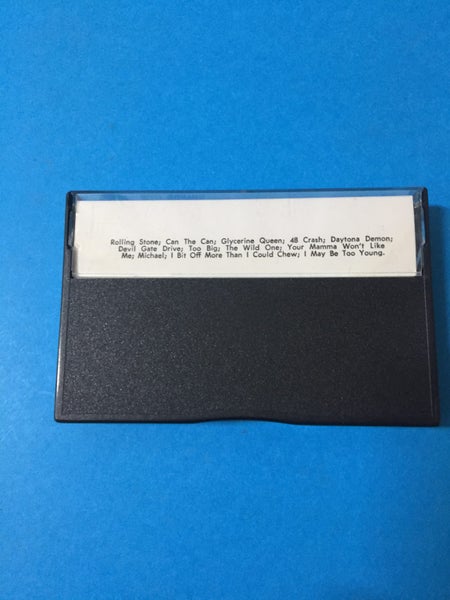 Rolling Stone; Can The Can; Glycerine Queen; 48 Crash; Daytona Demon;
Devil Gate Drive; Too Big; The Wild One; Your Mamma Won't Like
Me; Michael; I Bit Off More Than I Could Chew; I May Be Too Young.